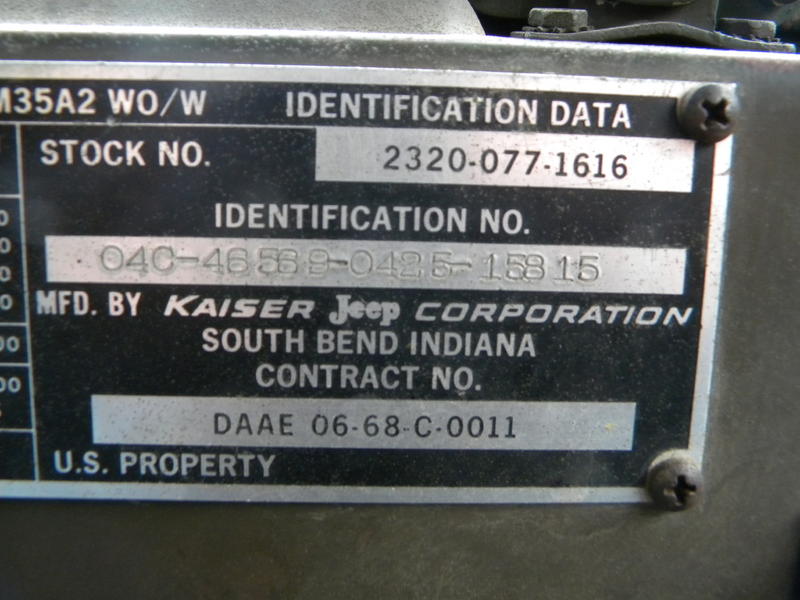 M35A2 WO/W IDENTIFICATION DATA
STOCK NO. 2320-077-1616
IDENTIFICATION NO.
04C-46569-0425-15815
MFD. BY KAISER Jeep CORPORATION
SOUTH BEND INDIANA
CONTRACT NO.
DAAE 06-68-C-0011
U.S. PROPERTY